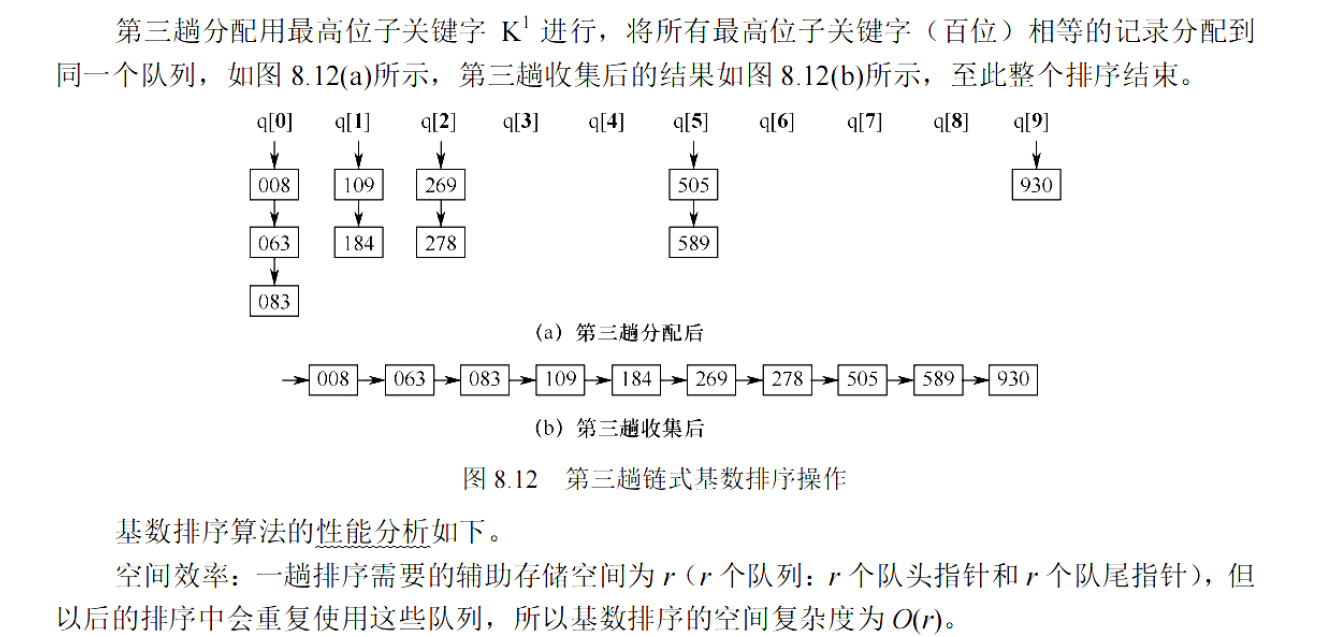 第三趟分配用最高位子关键字 K¹ 进行，将所有最高位子关键字（百位）相等的记录分配到
同一个队列，如图 8.12(a)所示，第三趟收集后的结果如图 8.12(b)所示，至此整个排序结束。
q[0] q[1] q[2] q[3] q[4] q[5] q[6] q[7] q[8] q[9]
008 109 269 505 930
063 184 278 589
083
(a) 第三趟分配后
008 063 083 109 184 269 278 505 589 930
(b) 第三趟收集后
图 8.12 第三趟链式基数排序操作
基数排序算法的性能分析如下。
空间效率：一趟排序需要的辅助存储空间为 r（r 个队列：r 个队头指针和 r 个队尾指针），但
以后的排序中会重复使用这些队列，所以基数排序的空间复杂度为 O(r)。